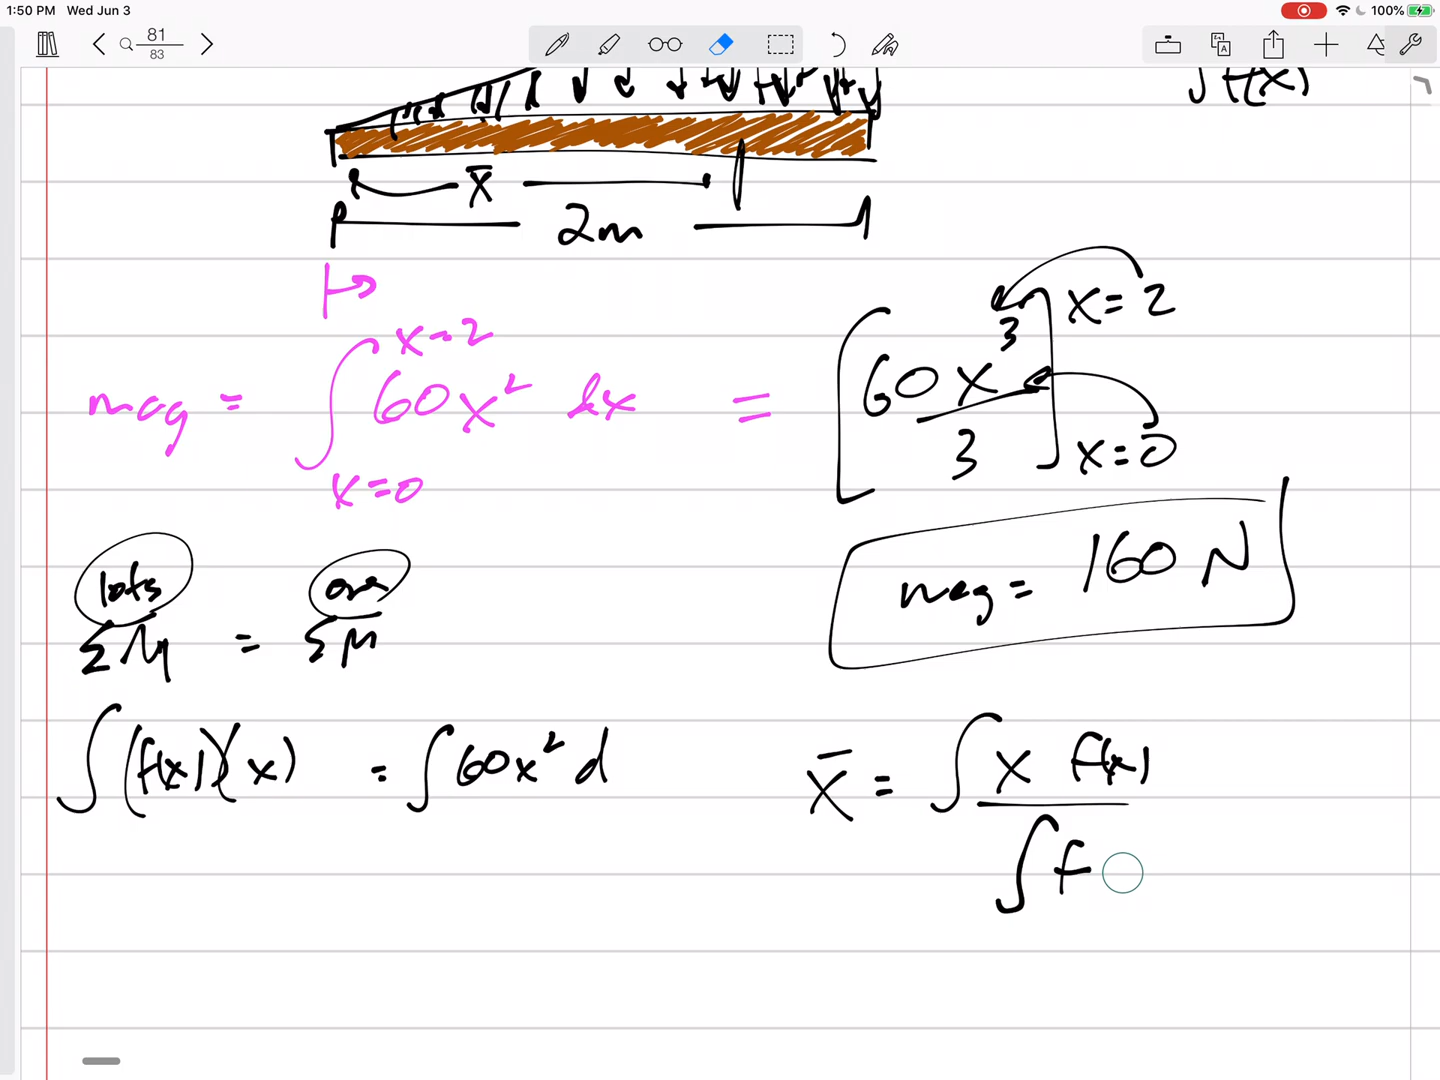 1:50 PM Wed Jun 3
100%
81
83
∫ f(x)
x̄
2m
mag = ∫ 60x² dx =
x=2
x=0
[60x³ / 3]
x=2
x=0
mag = 160 N
lots one
ΣM = ΣM
∫(f(x))(x) = ∫60x² d
x̄ = ∫ x f(x)
∫ f